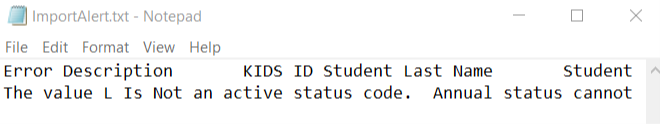 ImportAlert.txt - Notepad
File Edit Format View Help
Error Description KIDS ID Student Last Name Student
The value L Is Not an active status code. Annual status cannot